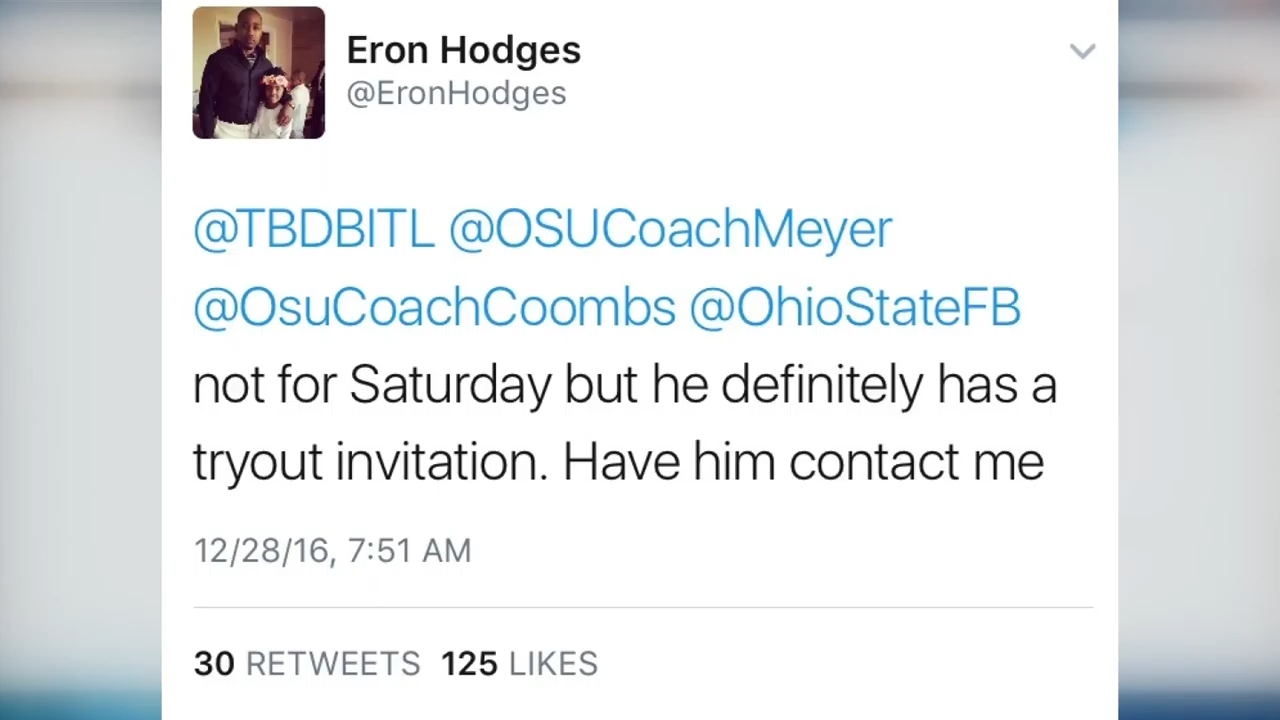 Eron Hodges
@EronHodges
@TBDBITL @OSUCoachMeyer
@OsuCoachCoombs @OhioStateFB
not for Saturday but he definitely has a
tryout invitation. Have him contact me
12/28/16, 7:51 AM
30 RETWEETS 125 LIKES